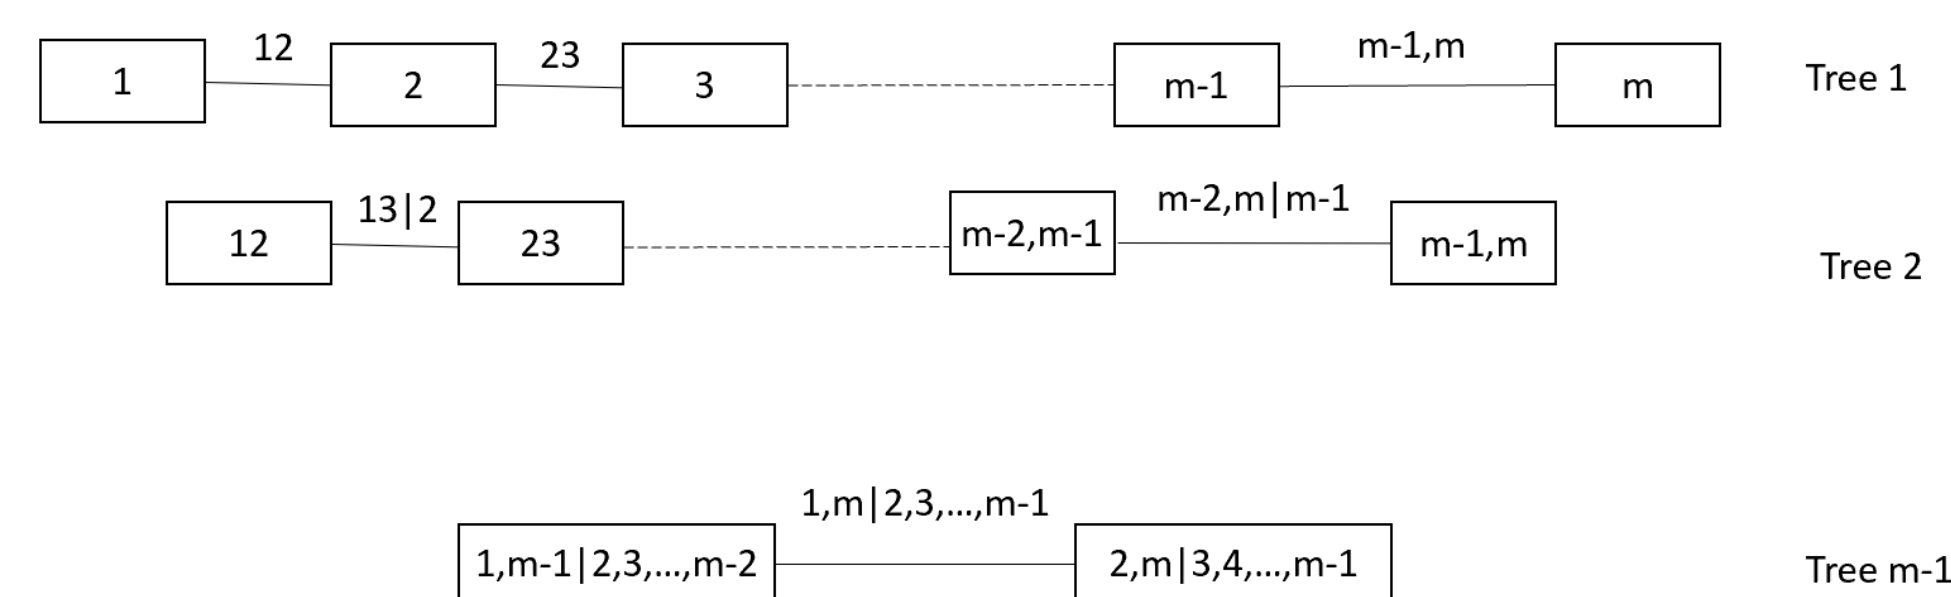 12 23 m-1,m
1 2 3 m-1 m Tree 1
13|2 m-2,m|m-1
12 23 m-2,m-1 m-1,m Tree 2
1,m|2,3,...,m-1
1,m-1|2,3,...,m-2 2,m|3,4,...,m-1 Tree m-1